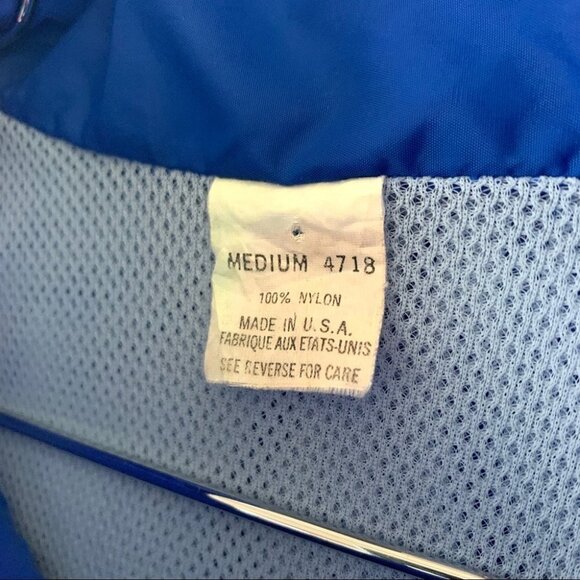 MEDIUM 4718
100% NYLON
MADE IN U.S.A.
FABRIQUE AUX ETATS-UNIS
SEE REVERSE FOR CARE